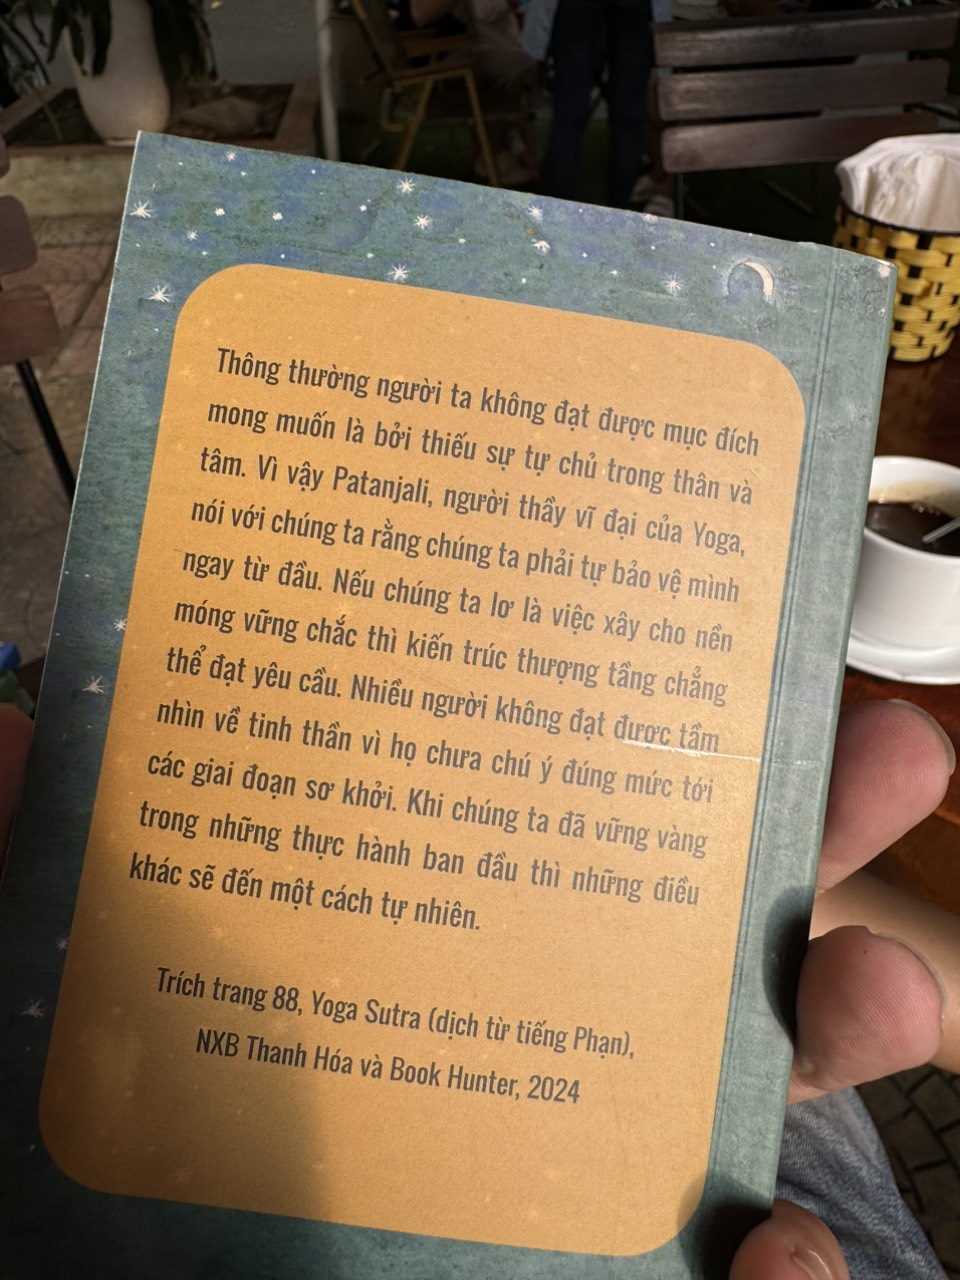 Thông thường người ta không đạt được mục đích
mong muốn là bởi thiếu sự tự chủ trong thân và
tâm. Vì vậy Patanjali, người thầy vĩ đại của Yoga,
nói với chúng ta rằng chúng ta phải tự bảo vệ mình
ngay từ đầu. Nếu chúng ta lơ là việc xây cho nền
móng vững chắc thì kiến trúc thượng tầng chẳng
thể đạt yêu cầu. Nhiều người không đạt được tầm
nhìn về tinh thần vì họ chưa chú ý đúng mức tới
các giai đoạn sơ khởi. Khi chúng ta đã vững vàng
trong những thực hành ban đầu thì những điều
khác sẽ đến một cách tự nhiên.
Trích trang 88, Yoga Sutra (dịch từ tiếng Phạn),
NXB Thanh Hóa và Book Hunter, 2024